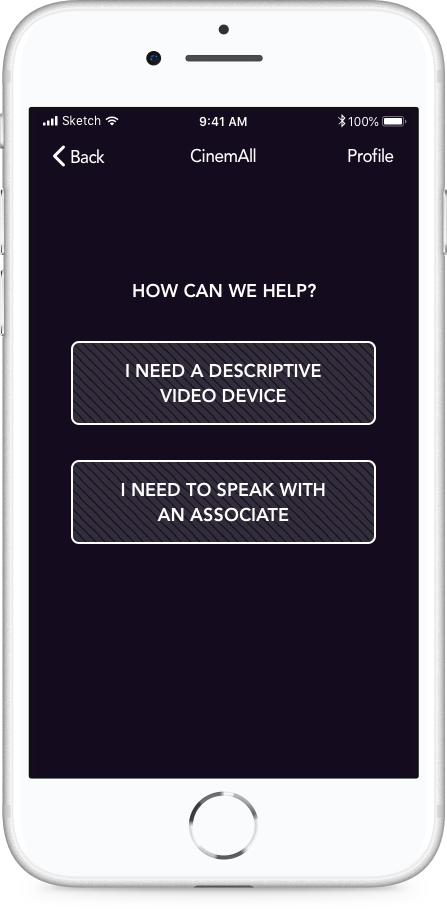 Sketch 9:41 AM 100%
Back CinemAll Profile
HOW CAN WE HELP?
I NEED A DESCRIPTIVE
VIDEO DEVICE
I NEED TO SPEAK WITH
AN ASSOCIATE